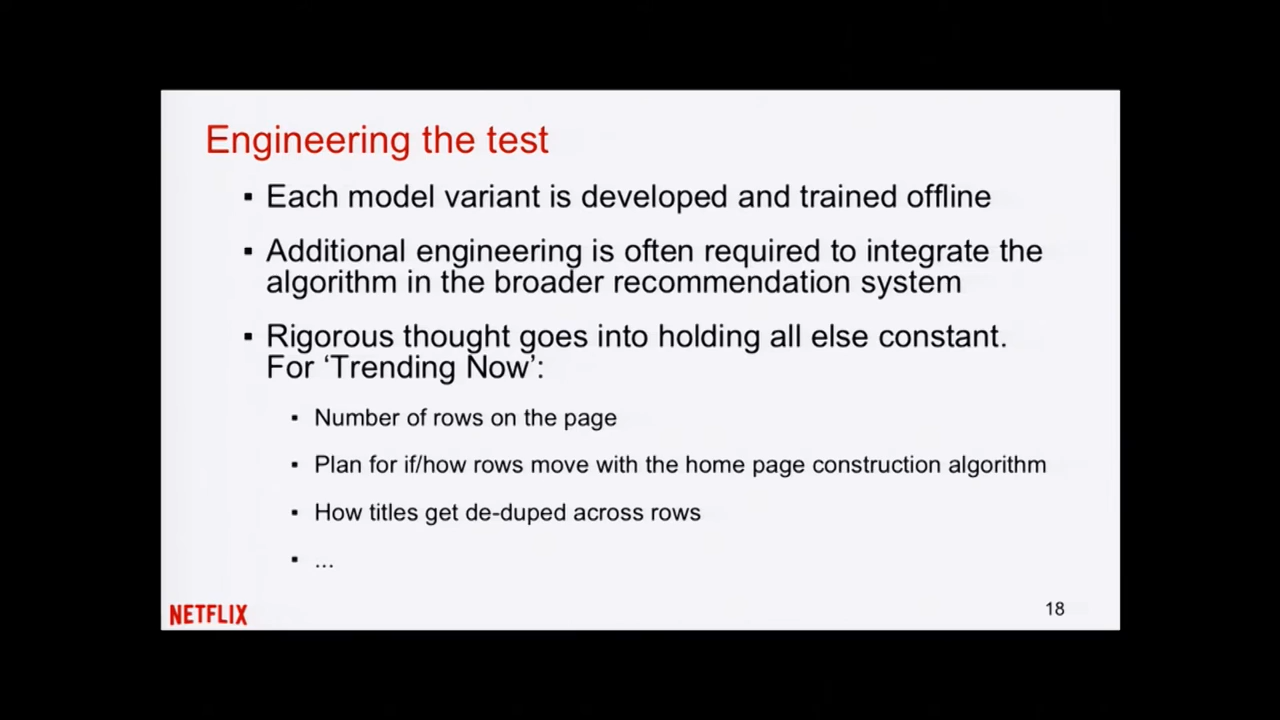 Engineering the test
▪ Each model variant is developed and trained offline
▪ Additional engineering is often required to integrate the
algorithm in the broader recommendation system
▪ Rigorous thought goes into holding all else constant.
For ‘Trending Now’:
▪ Number of rows on the page
▪ Plan for if/how rows move with the home page construction algorithm
▪ How titles get de-duped across rows
▪ ...
NETFLIX
18